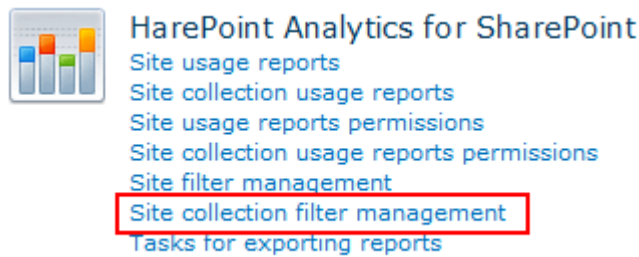 HarePoint Analytics for SharePoint
Site usage reports
Site collection usage reports
Site usage reports permissions
Site collection usage reports permissions
Site filter management
Site collection filter management
Tasks for exporting reports